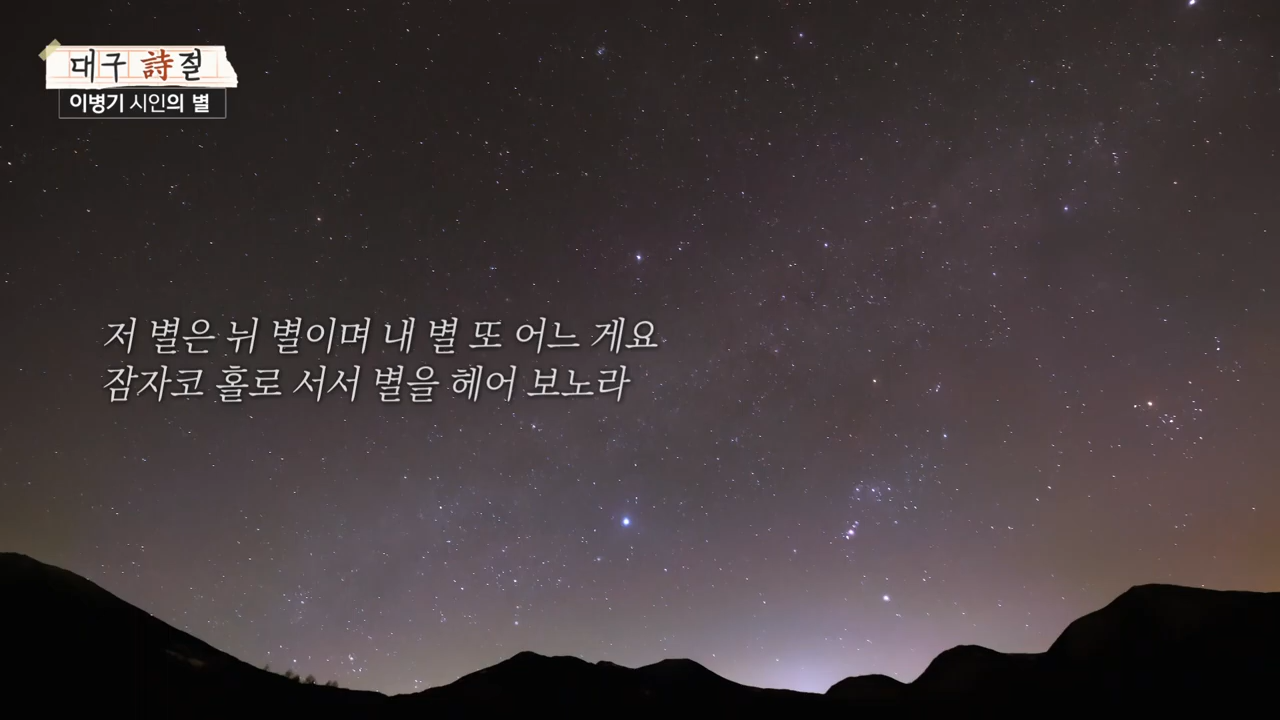 대구 詩절
이병기 시인의 별
저 별은 뉘 별이며 내 별 또 어느 게요
잠자코 홀로 서서 별을 헤어 보노라